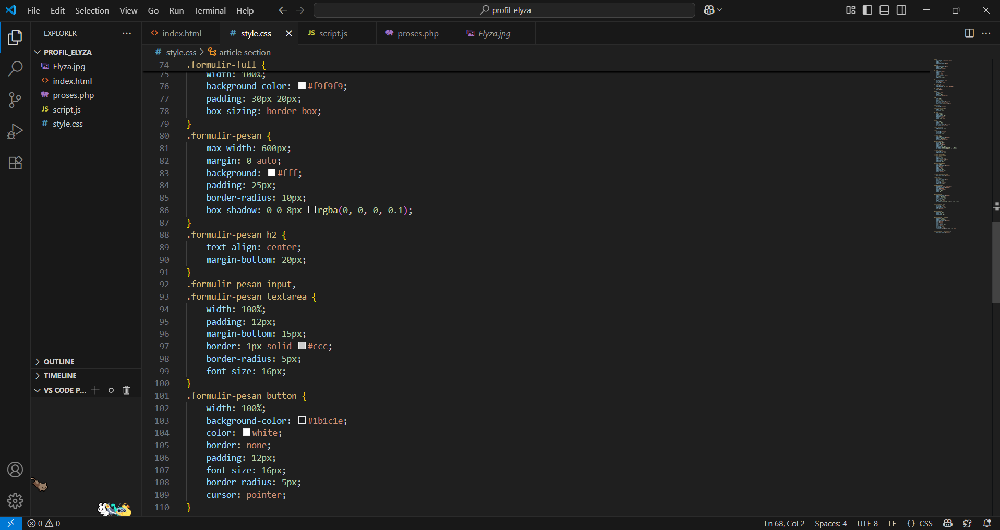 File Edit Selection View Go Run Terminal Help
profil_elyza
EXPLORER
index.html
style.css
JS script.js
proses.php
Elyza.jpg
PROFIL_ELYZA
Elyza.jpg
index.html
proses.php
JS script.js
# style.css
OUTLINE
TIMELINE
VS CODE P...
# style.css > article section
74 .formulir-full {
75 width: 100%;
76 background-color: #f9f9f9;
77 padding: 30px 20px;
78 box-sizing: border-box;
79 }
80 .formulir-pesan {
81 max-width: 600px;
82 margin: 0 auto;
83 background: #fff;
84 padding: 25px;
85 border-radius: 10px;
86 box-shadow: 0 0 8px rgba(0, 0, 0, 0.1);
87 }
88 .formulir-pesan h2 {
89 text-align: center;
90 margin-bottom: 20px;
91 }
92 .formulir-pesan input,
93 .formulir-pesan textarea {
94 width: 100%;
95 padding: 12px;
96 margin-bottom: 15px;
97 border: 1px solid #ccc;
98 border-radius: 5px;
99 font-size: 16px;
100 }
101 .formulir-pesan button {
102 width: 100%;
103 background-color: #1b1c1e;
104 color: white;
105 border: none;
106 padding: 12px;
107 font-size: 16px;
108 border-radius: 5px;
109 cursor: pointer;
110 }
0 0
Ln 68, Col 2 Spaces: 4 UTF-8 LF {} CSS